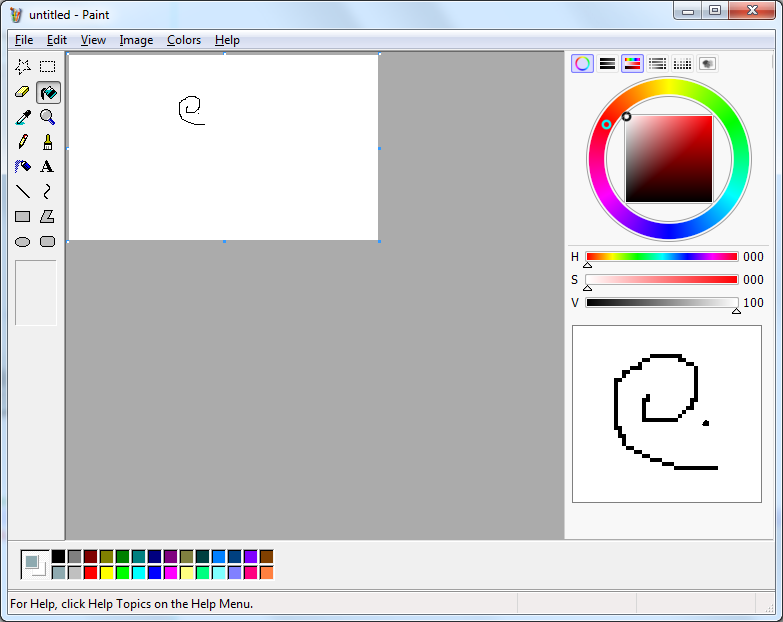 untitled - Paint
File Edit View Image Colors Help
H 000
S 000
V 100
For Help, click Help Topics on the Help Menu.